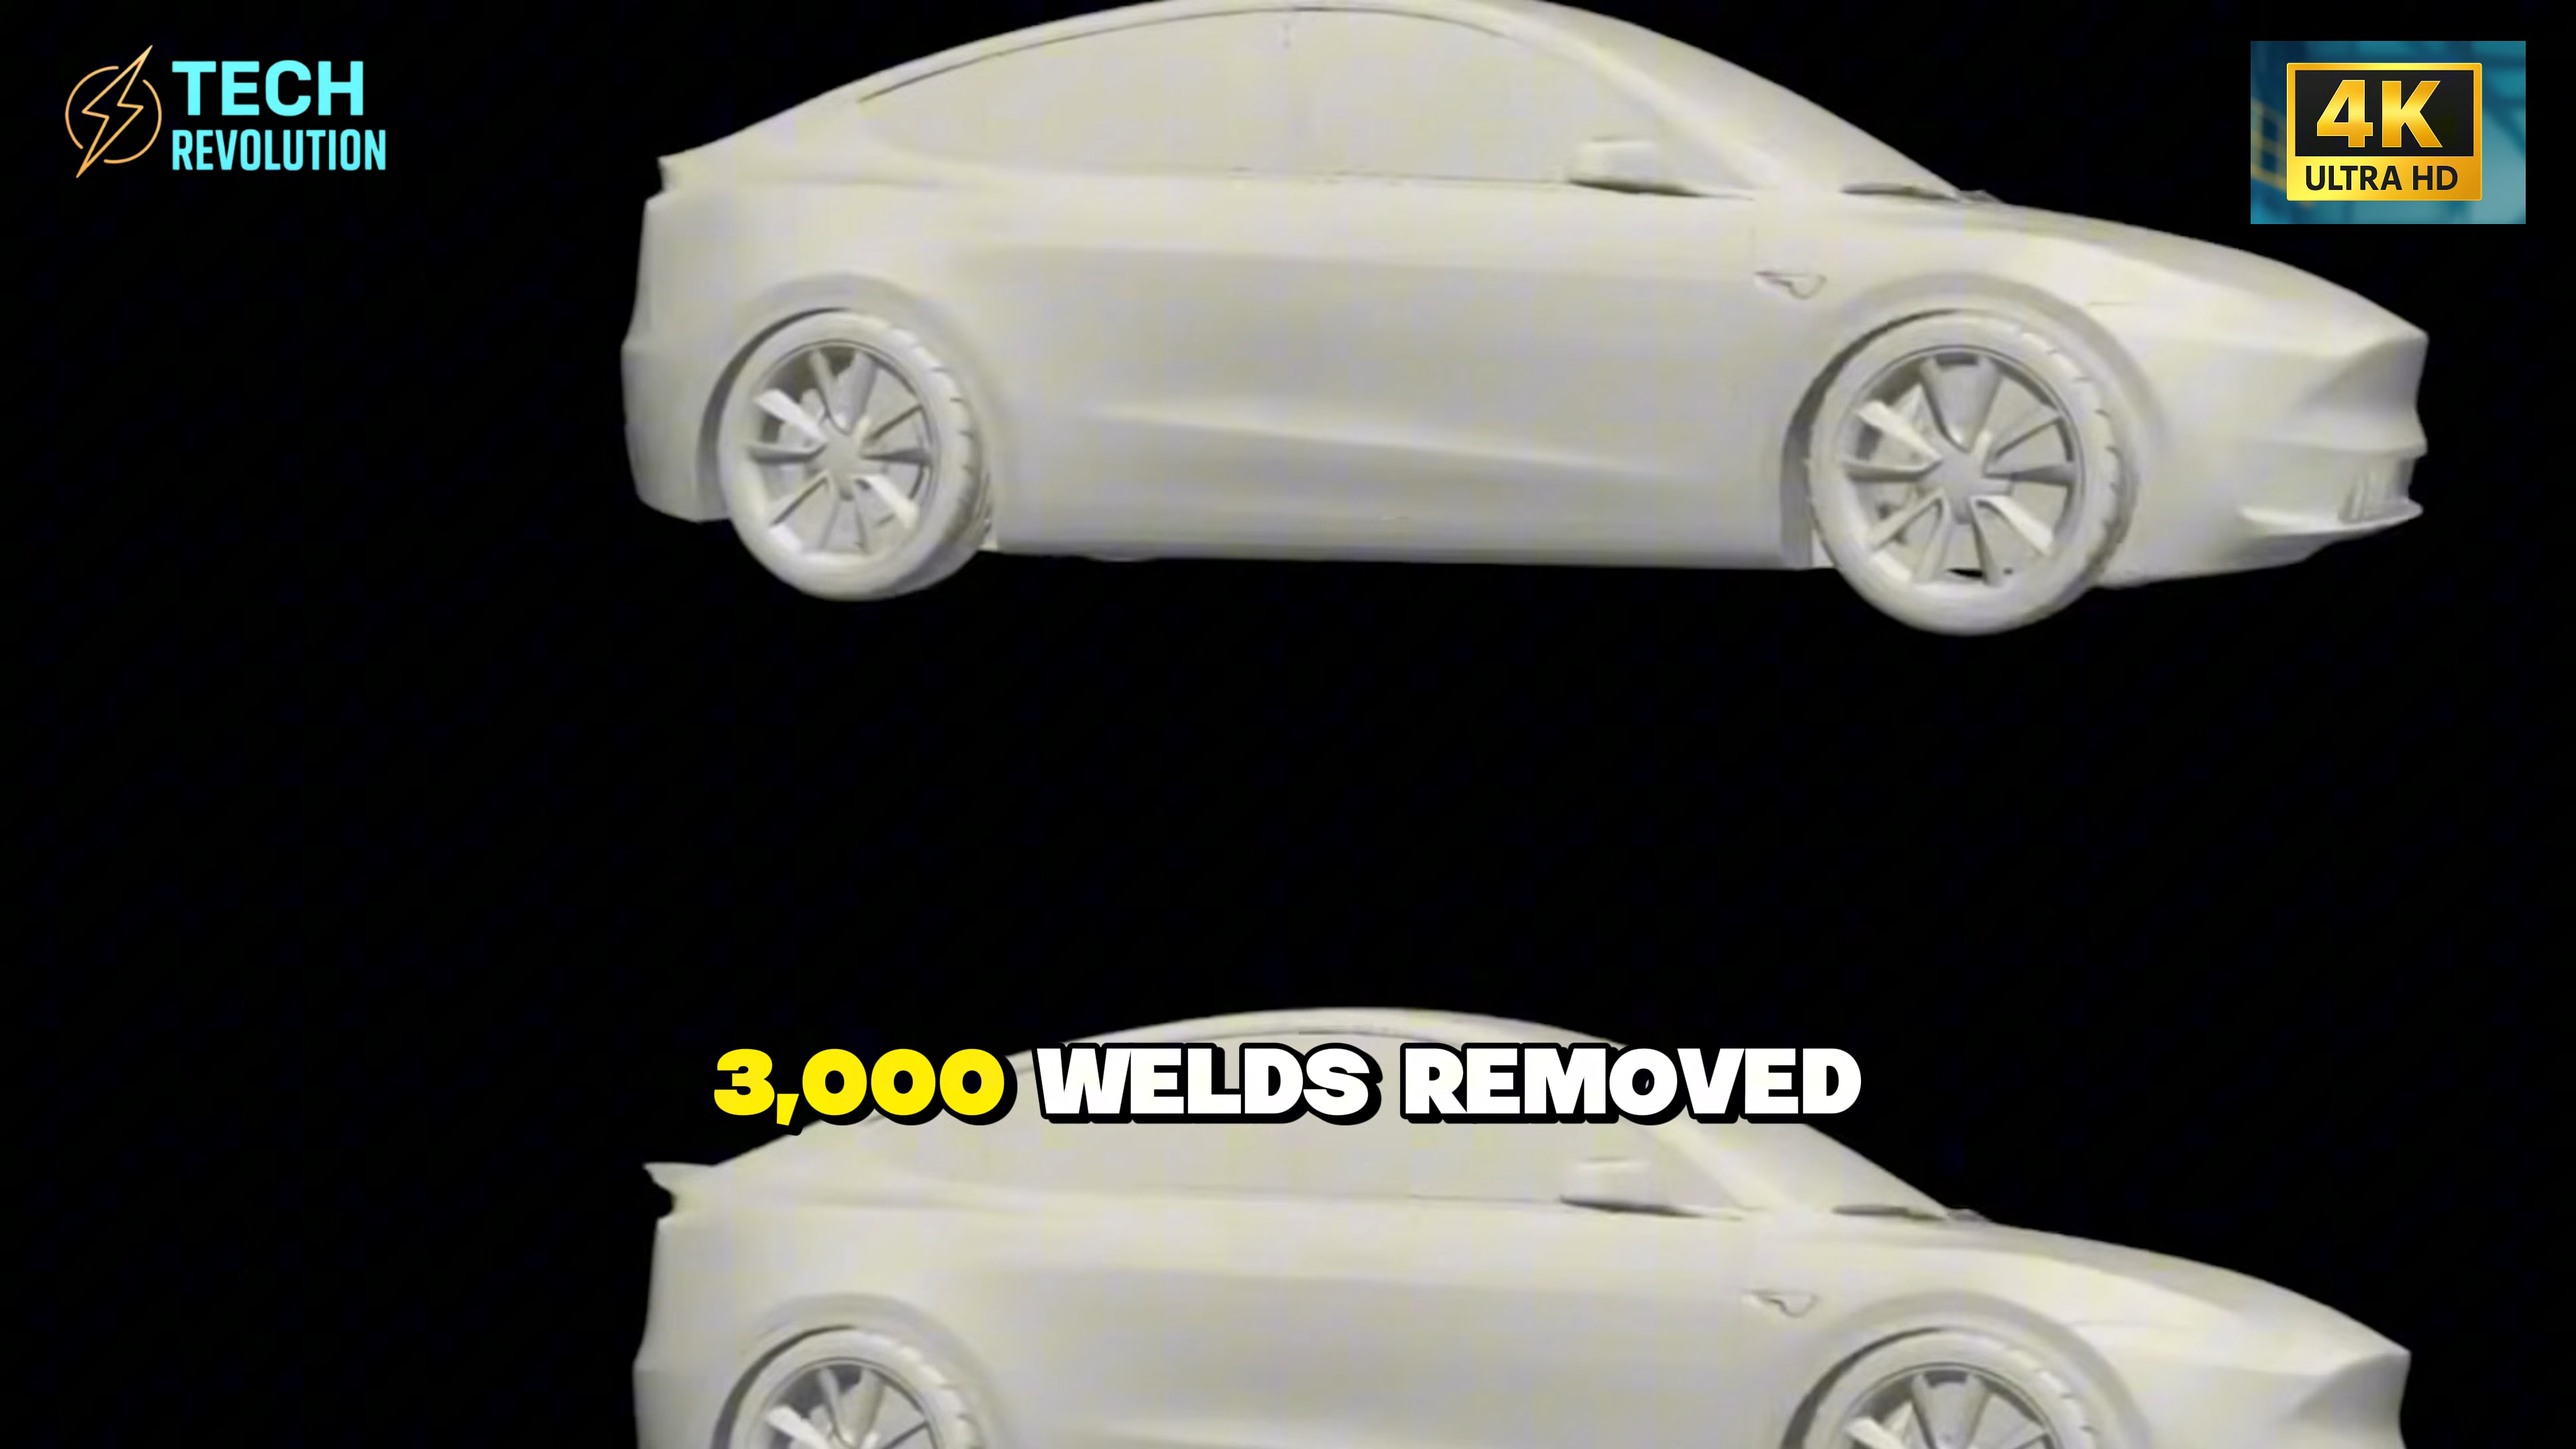 TECH
REVOLUTION
4K
ULTRA HD
3,000 WELDS REMOVED